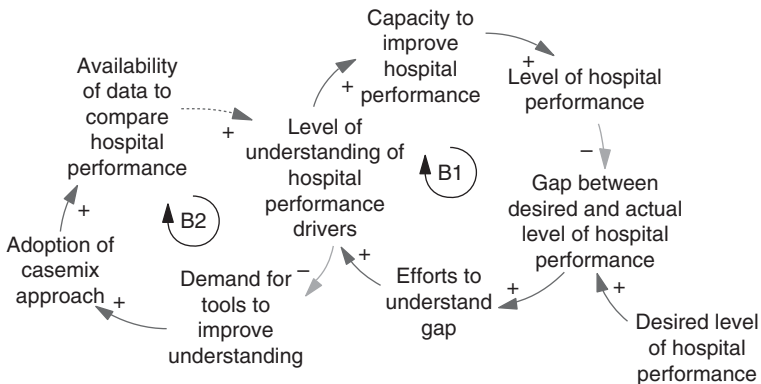 Capacity to
improve
hospital
performance
+
+
Level of hospital
performance
Availability
of data to
compare
hospital
performance
+
Level of
understanding of
hospital
performance
drivers
B1
–
Gap between
desired and actual
level of hospital
performance
B2
+
Adoption of
casemix
approach
+
Demand for
tools to
improve
understanding
–
+
Efforts to
understand
gap
+
+
Desired level
of hospital
performance